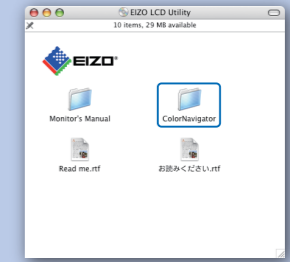 EIZO LCD Utility
10 items, 29 MB available
EIZO®
Monitor's Manual
ColorNavigator
Read me.rtf
お読みください.rtf